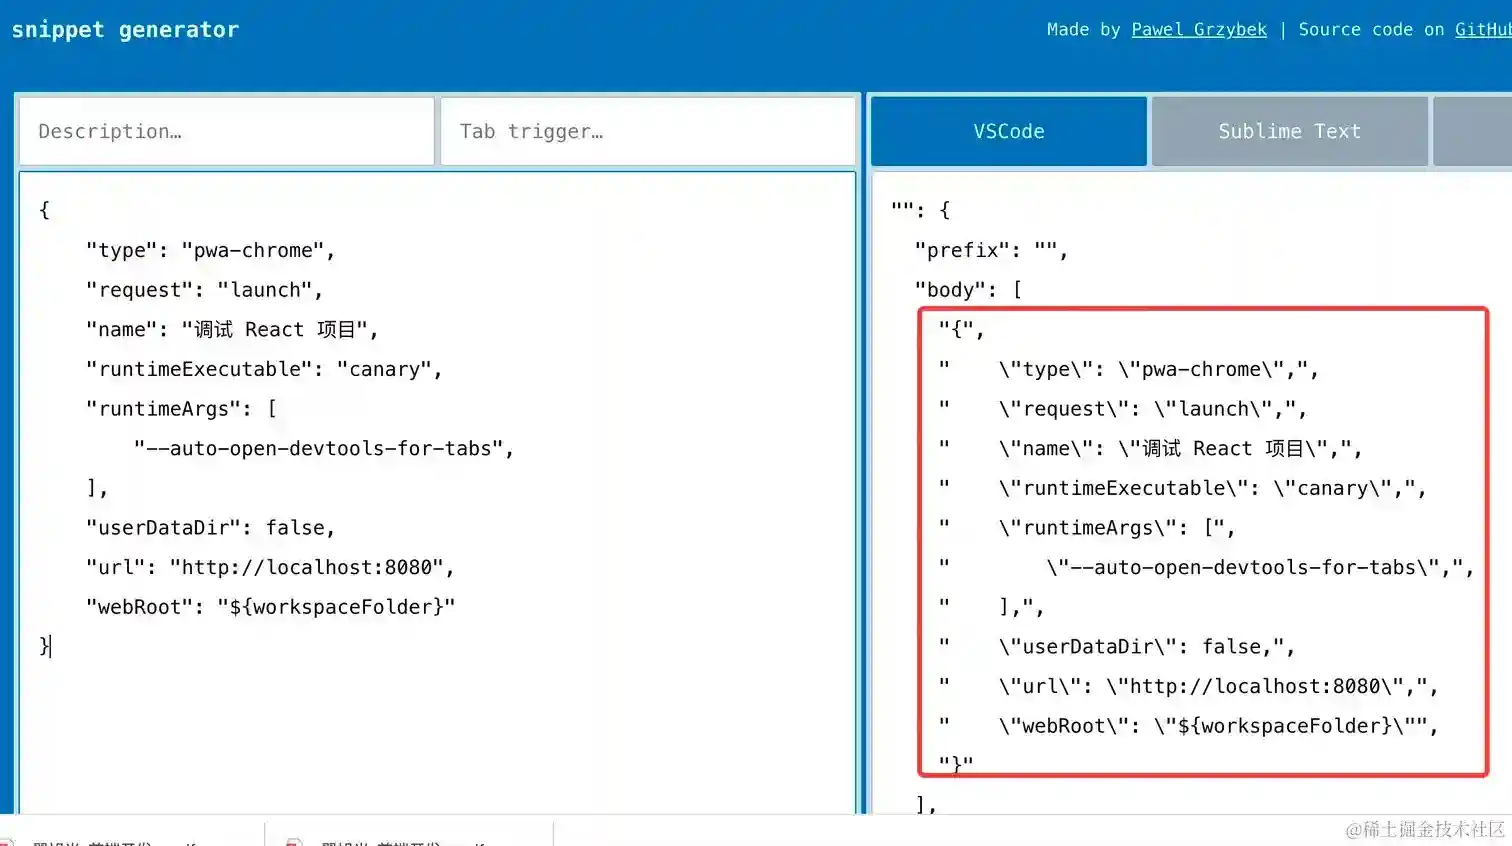 snippet generator
Made by Pawel Grzybek | Source code on GitHub
Description…
Tab trigger…
VSCode
Sublime Text
{
    "type": "pwa-chrome",
    "request": "launch",
    "name": "调试 React 项目",
    "runtimeExecutable": "canary",
    "runtimeArgs": [
        "--auto-open-devtools-for-tabs",
    ],
    "userDataDir": false,
    "url": "http://localhost:8080",
    "webRoot": "${workspaceFolder}"
}
"": {
  "prefix": "",
  "body": [
    "{",
    "    \"type\": \"pwa-chrome\",",
    "    \"request\": \"launch\",",
    "    \"name\": \"调试 React 项目\",",
    "    \"runtimeExecutable\": \"canary\",",
    "    \"runtimeArgs\": [",
    "        \"--auto-open-devtools-for-tabs\",",
    "    ],",
    "    \"userDataDir\": false,",
    "    \"url\": \"http://localhost:8080\",",
    "    \"webRoot\": \"${workspaceFolder}\"",
    "}"
  ],
@稀土掘金技术社区